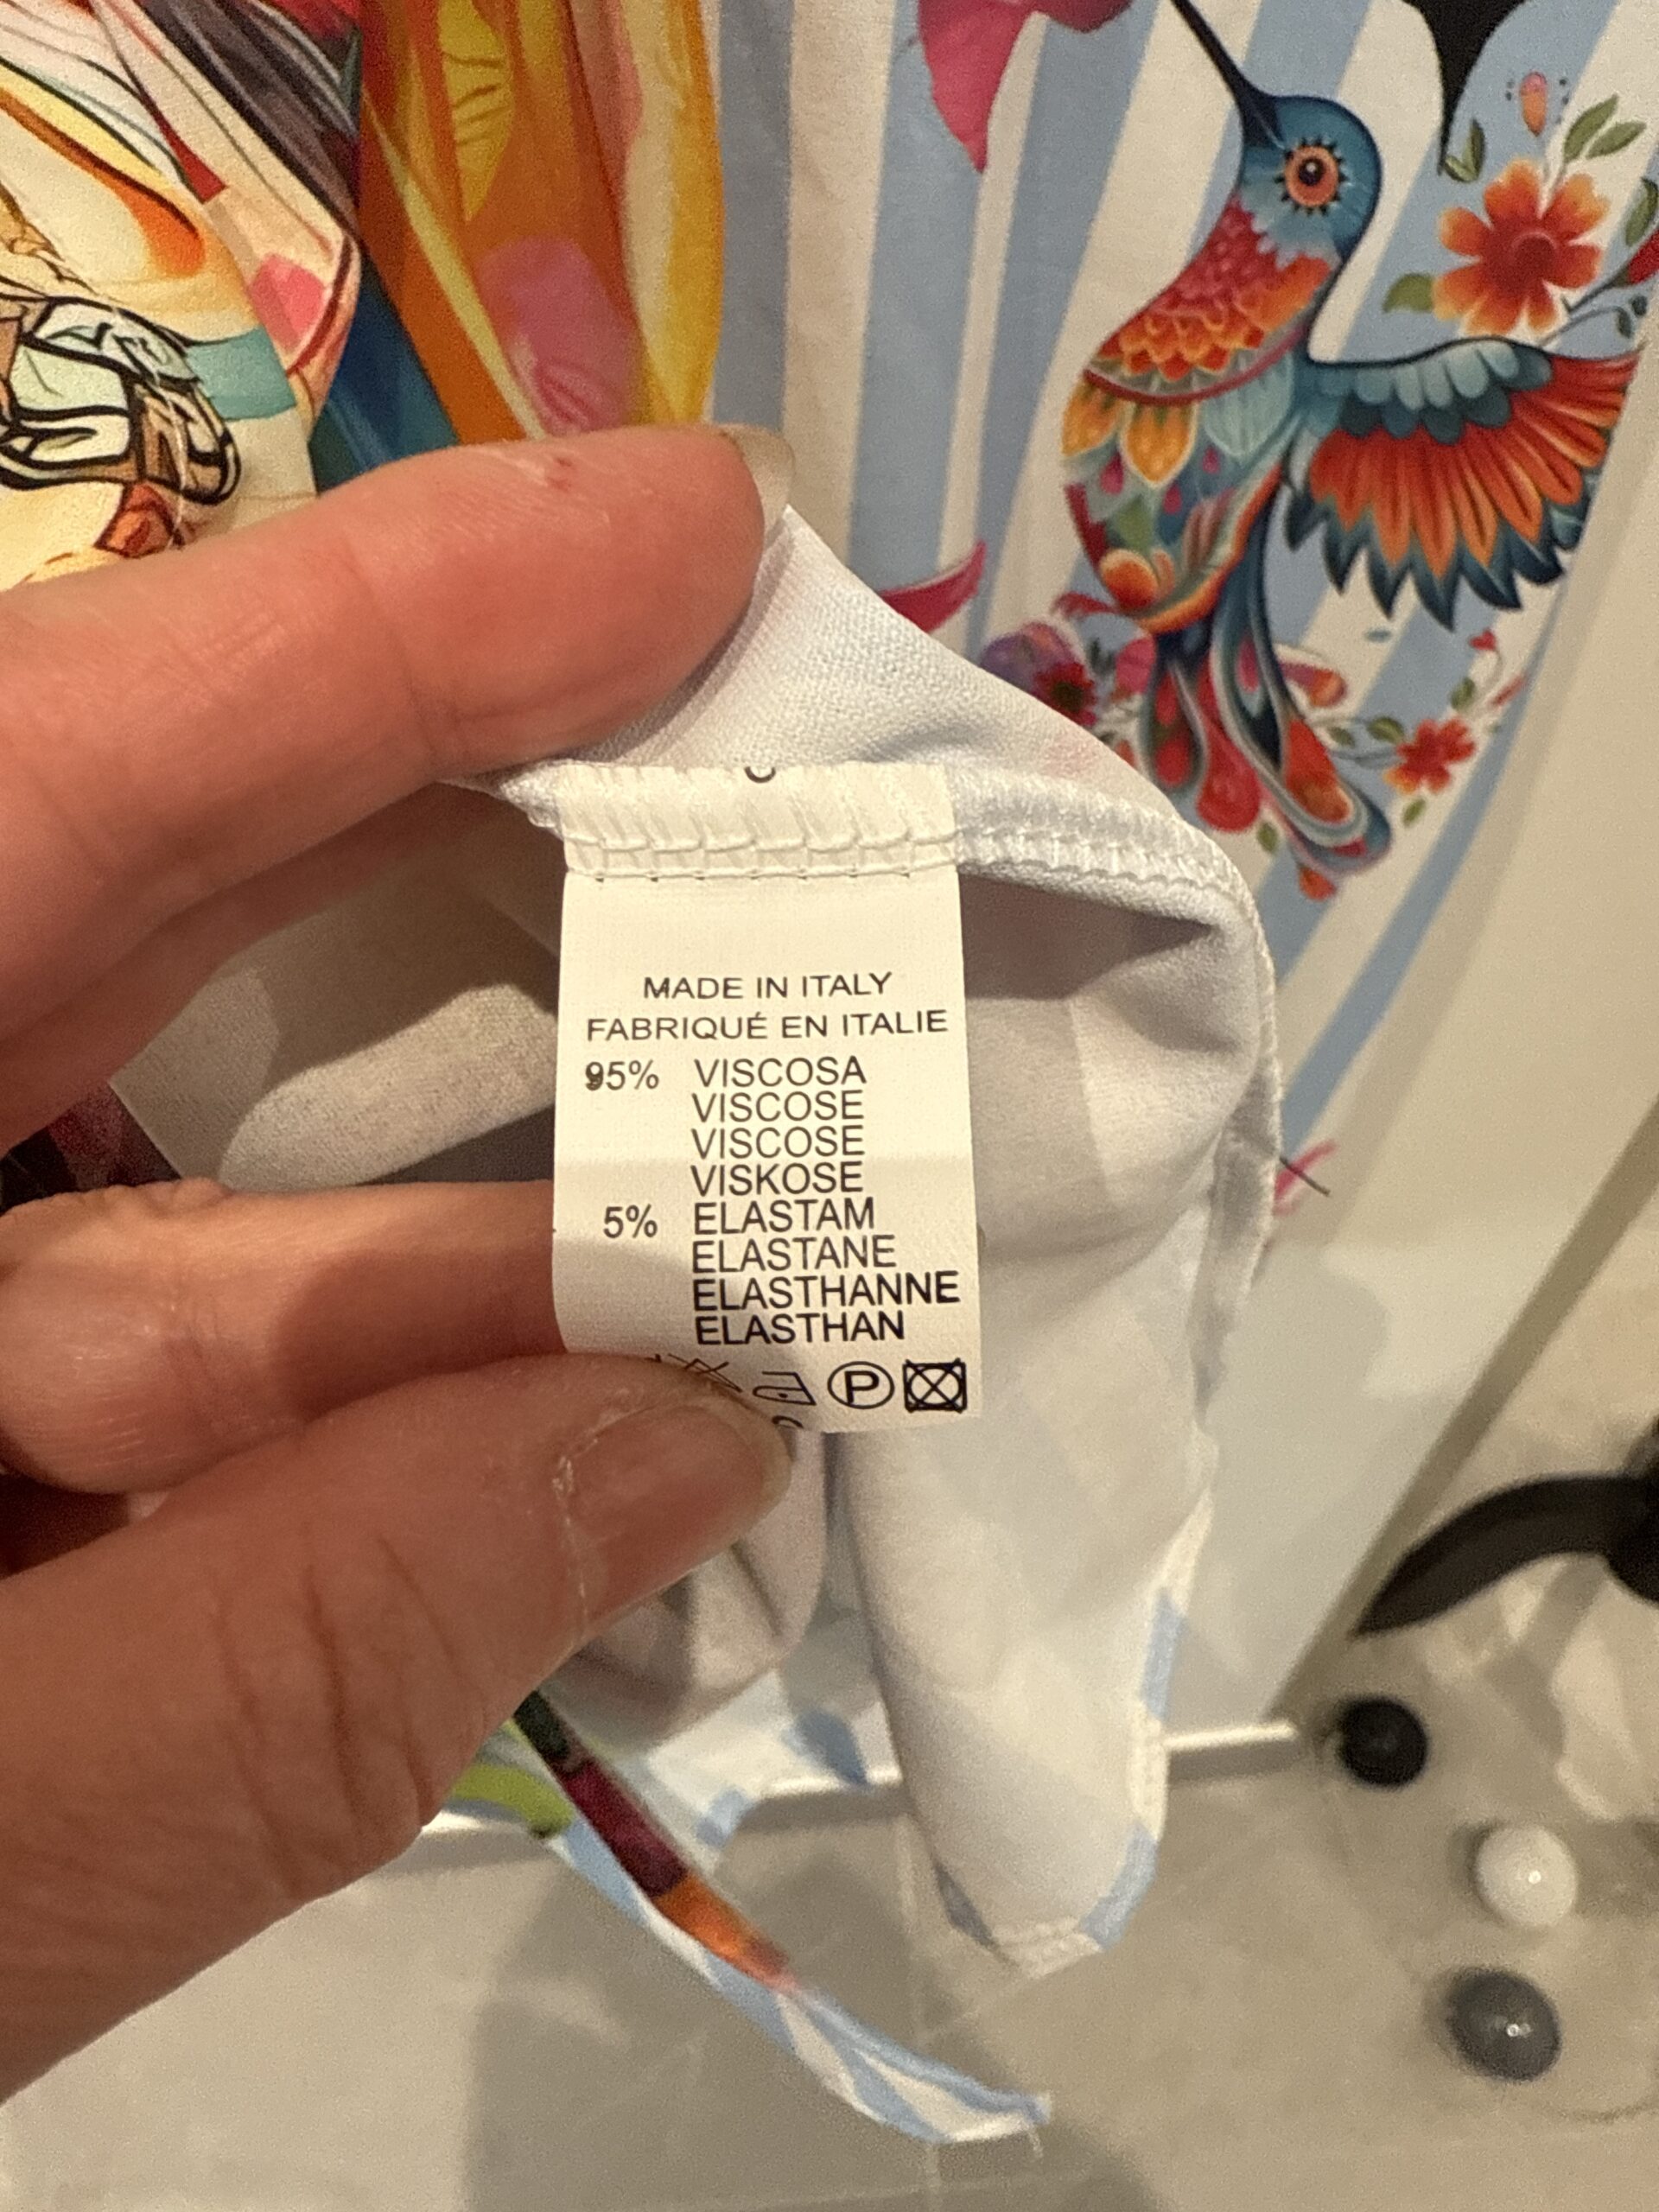 MADE IN ITALY
FABRIQUÉ EN ITALIE
95% VISCOSA
VISCOSE
VISCOSE
VISKOSE
5% ELASTAM
ELASTANE
ELASTHANNE
ELASTHAN
P